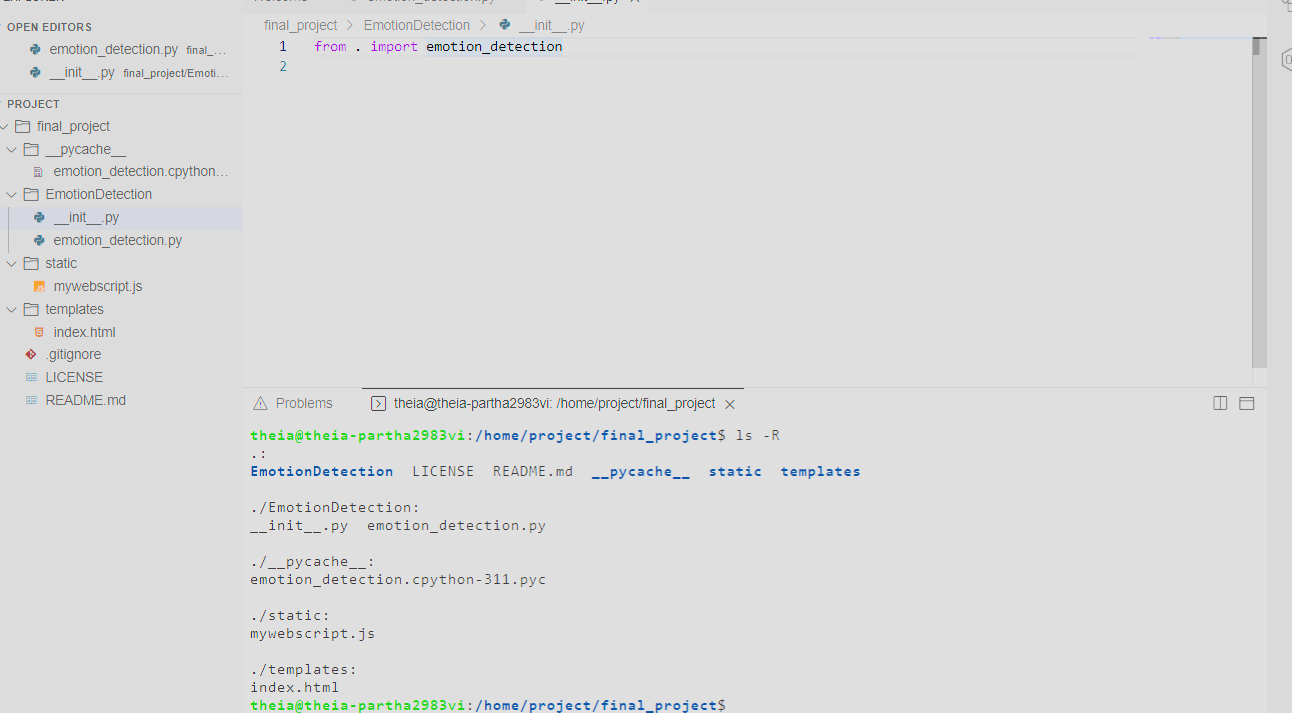 OPEN EDITORS
emotion_detection.py final_...
__init__.py final_project/Emoti...
PROJECT
final_project
__pycache__
emotion_detection.cpython...
EmotionDetection
__init__.py
emotion_detection.py
static
mywebscript.js
templates
index.html
.gitignore
LICENSE
README.md
final_project > EmotionDetection > __init__.py
1 from . import emotion_detection
2
Problems
theia@theia-partha2983vi: /home/project/final_project
theia@theia-partha2983vi:/home/project/final_project$ ls -R
.:
EmotionDetection LICENSE README.md __pycache__ static templates
./EmotionDetection:
__init__.py emotion_detection.py
./__pycache__:
emotion_detection.cpython-311.pyc
./static:
mywebscript.js
./templates:
index.html
theia@theia-partha2983vi:/home/project/final_project$